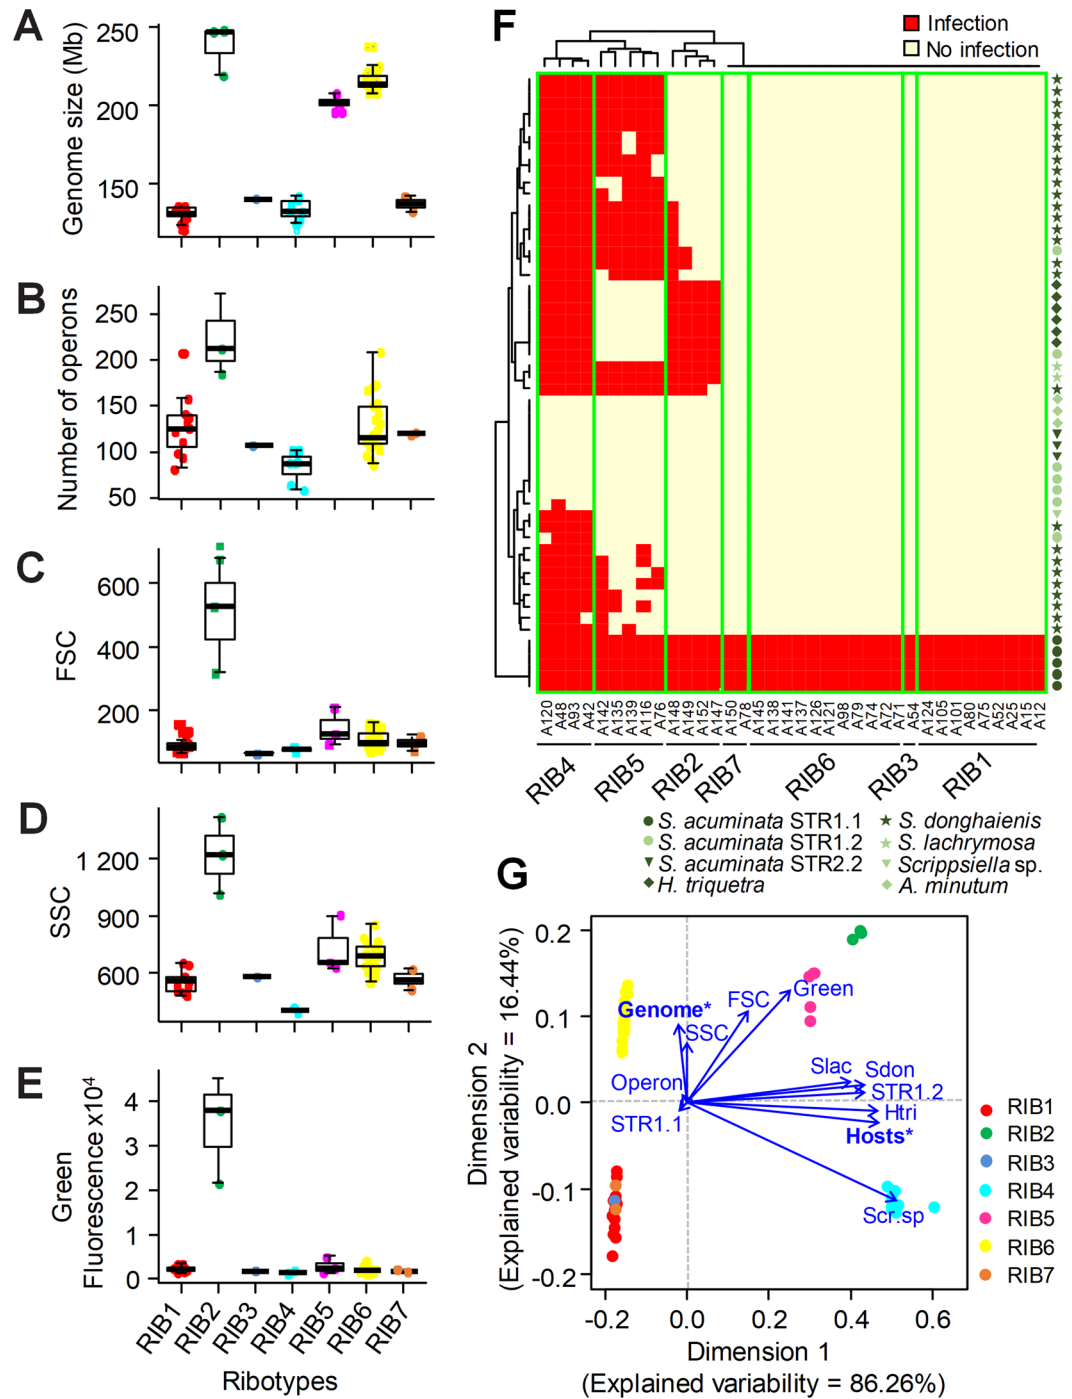 A
Genome size (Mb)
250
200
150
B
Number of operons
250
200
150
100
50
C
FSC
600
400
200
D
SSC
1200
900
600
E
Green
Fluorescence x10⁴
4
3
2
1
0
RIB1 RIB2 RIB3 RIB4 RIB5 RIB6 RIB7
Ribotypes
F
Infection
No infection
A120 A48 A93 A42 A142 A135 A139 A116 A76 A148 A149 A152 A147 A150 A78 A145 A138 A141 A137 A126 A121 A98 A79 A74 A72 A71 A54 A124 A105 A101 A80 A75 A52 A25 A15 A12
RIB4 RIB5 RIB2 RIB7 RIB6 RIB3 RIB1
S. acuminata STR1.1
S. acuminata STR1.2
S. acuminata STR2.2
H. triquetra
S. donghaienis
S. lachrymosa
Scrippsiella sp.
A. minutum
G
Dimension 2
(Explained variability = 16.44%)
0.2
0.1
0.0
-0.1
-0.2
Genome*
FSC
Green
SSC
Operon
STR1.1
Slac
Sdon
STR1.2
Htri
Hosts*
Scr.sp
-0.2 0.0 0.2 0.4 0.6
Dimension 1
(Explained variability = 86.26%)
RIB1
RIB2
RIB3
RIB4
RIB5
RIB6
RIB7